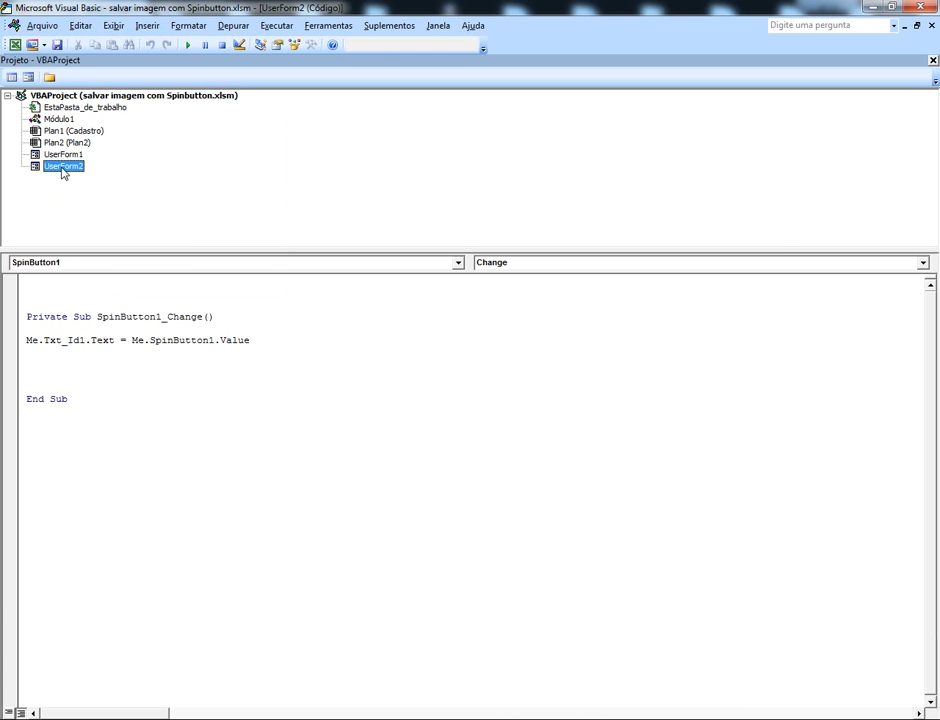 Microsoft Visual Basic - salvar imagem com Spinbutton.xlsm - [UserForm2 (Código)]
Arquivo Editar Exibir Inserir Formatar Depurar Executar Ferramentas Suplementos Janela Ajuda Digite uma pergunta
Projeto - VBAProject
VBAProject (salvar imagem com Spinbutton.xlsm)
EstaPasta_de_trabalho
Módulo1
Plan1 (Cadastro)
Plan2 (Plan2)
UserForm1
UserForm2
SpinButton1 Change
Private Sub SpinButton1_Change()
Me.Txt_Id1.Text = Me.SpinButton1.Value
End Sub